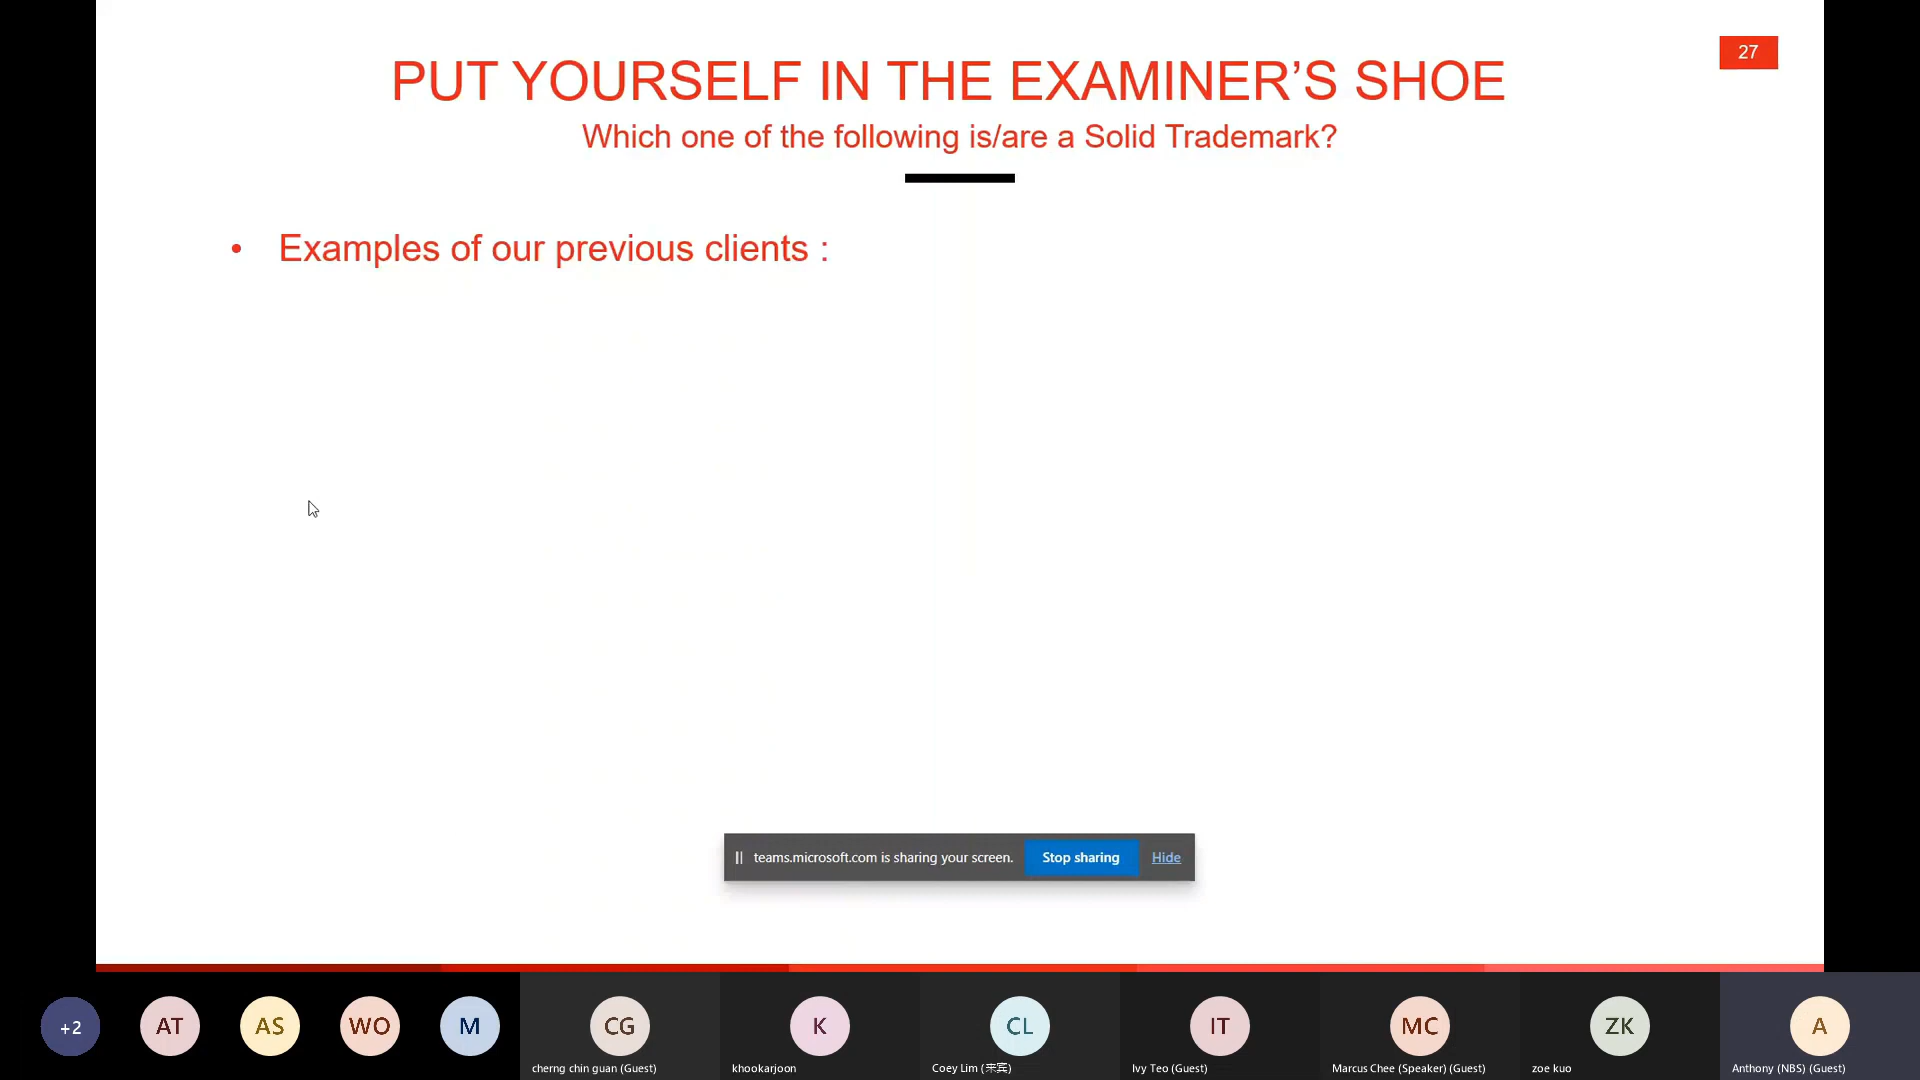 27
PUT YOURSELF IN THE EXAMINER’S SHOE
Which one of the following is/are a Solid Trademark?
• Examples of our previous clients :
teams.microsoft.com is sharing your screen. Stop sharing Hide
+2 AT AS WO M CG K CL IT MC ZK A
cherng chin guan (Guest) khookarjoon Coey Lim (来宾) Ivy Teo (Guest) Marcus Chee (Speaker) (Guest) zoe kuo Anthony (NBS) (Guest)